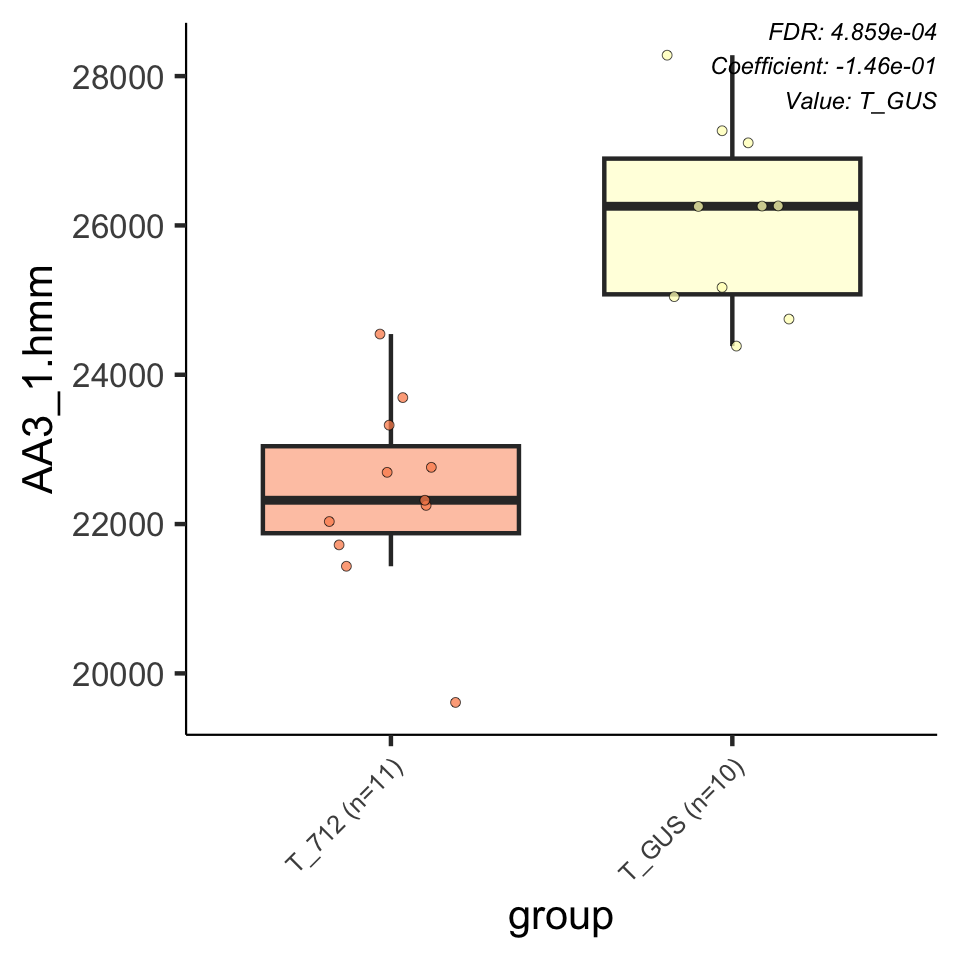 FDR: 4.859e-04
Coefficient: -1.46e-01
Value: T_GUS
28000
26000
24000
22000
20000
AA3_1.hmm
T_712 (n=11)
T_GUS (n=10)
group